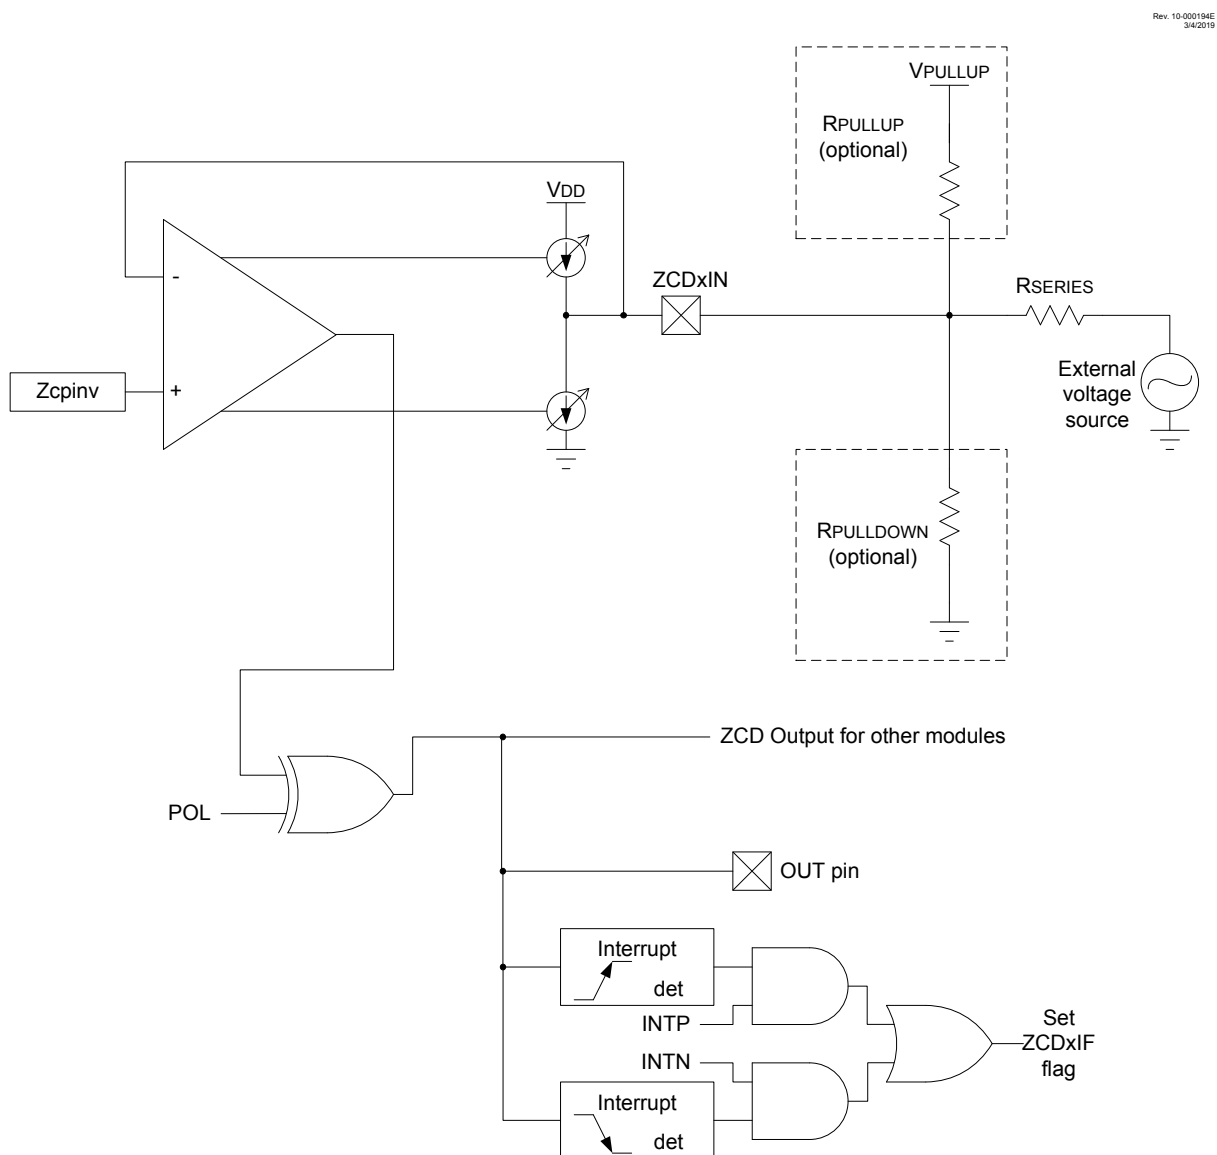 Rev. 10-000194E
3/4/2019
VPULLUP
RPULLUP
(optional)
VDD
ZCDxIN
RSERIES
-
Zcpinv
+
External
voltage
source
RPULLDOWN
(optional)
ZCD Output for other modules
POL
OUT pin
Interrupt
det
INTP
Set
ZCDxIF
flag
INTN
Interrupt
det